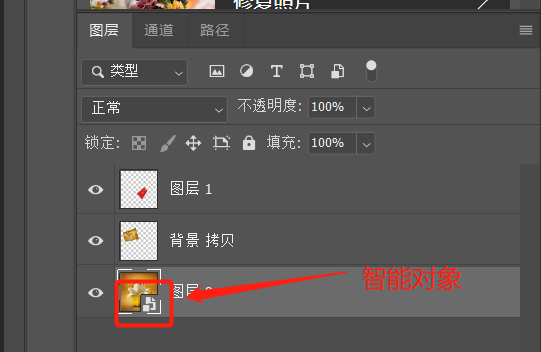 修复照片
图层 通道 路径
类型
正常 不透明度: 100%
锁定: 填充: 100%
图层 1
背景 拷贝
图层
智能对象